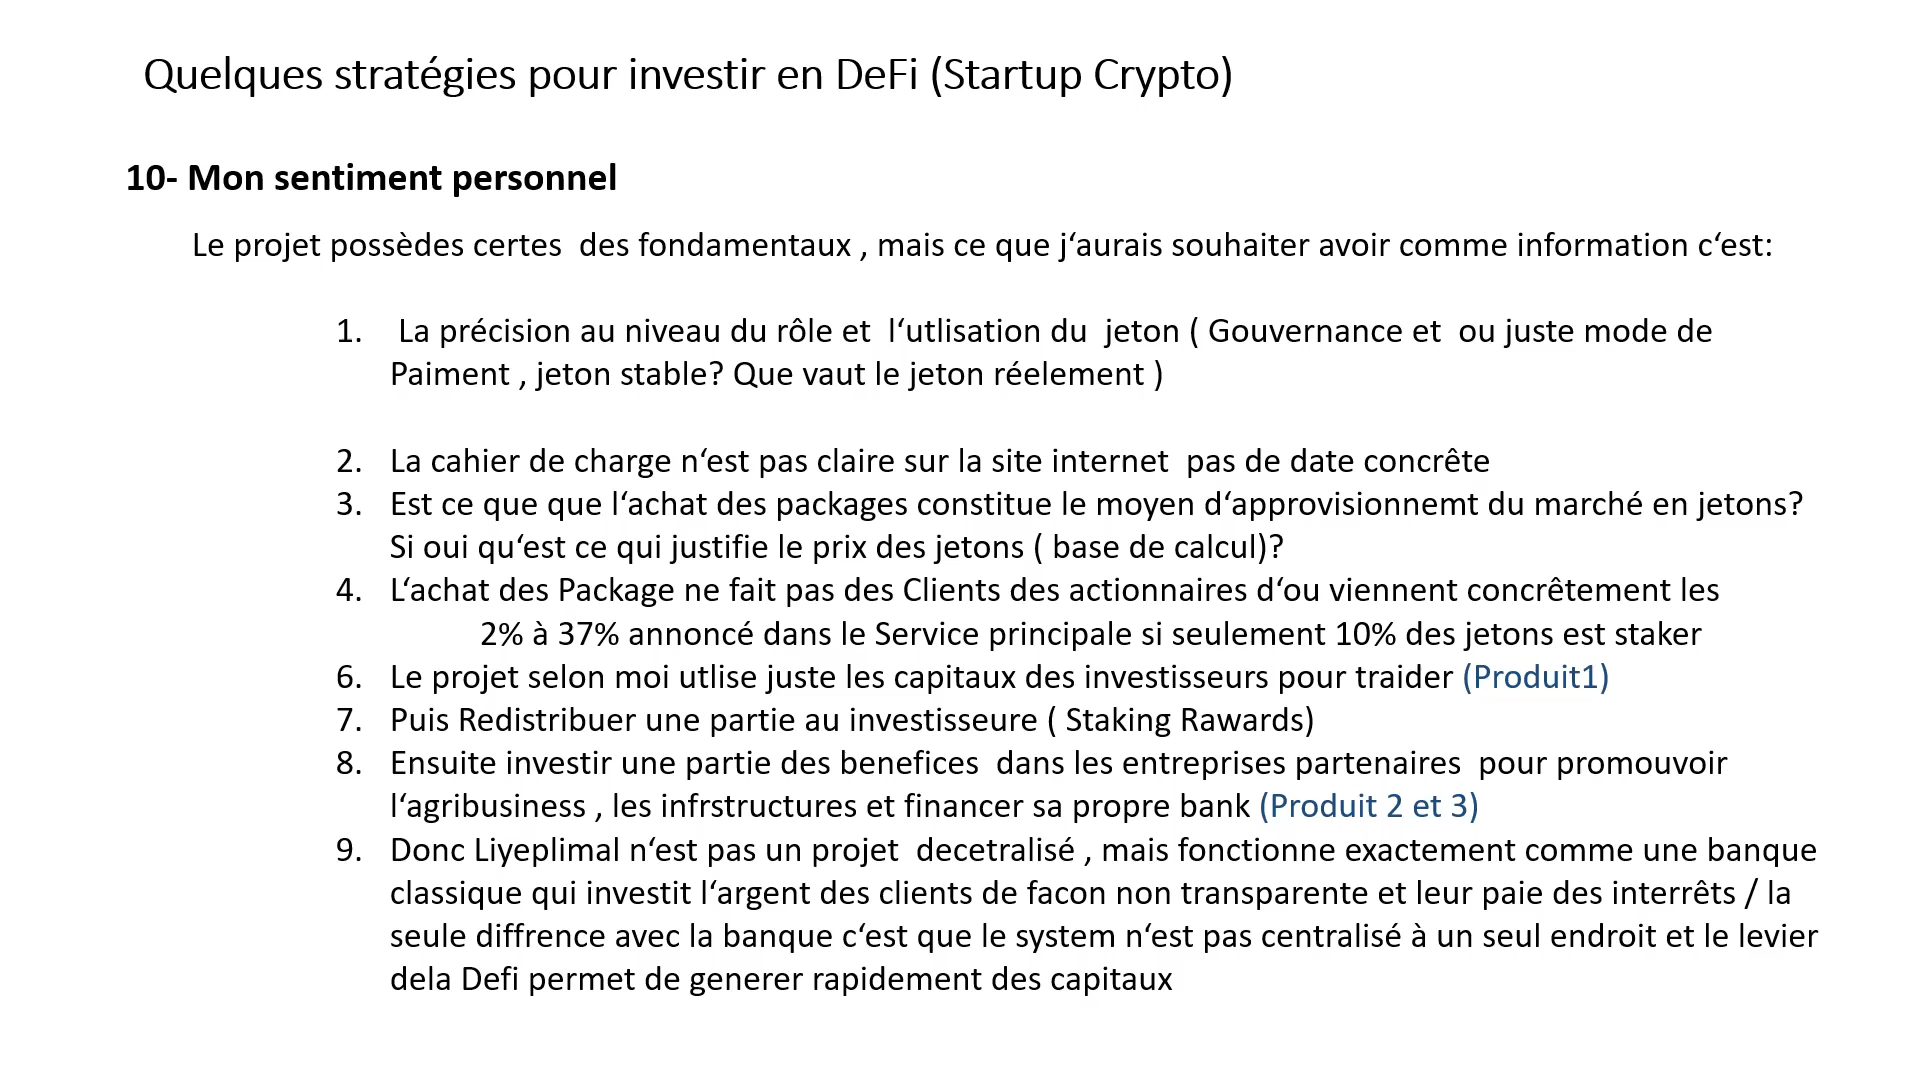 Quelques stratégies pour investir en DeFi (Startup Crypto)
10- Mon sentiment personnel
Le projet possèdes certes  des fondamentaux , mais ce que j‘aurais souhaiter avoir comme information c‘est:
1.  La précision au niveau du rôle et  l‘utlisation du  jeton ( Gouvernance et  ou juste mode de
Paiment , jeton stable? Que vaut le jeton réelement )
2. La cahier de charge n‘est pas claire sur la site internet  pas de date concrête
3. Est ce que que l‘achat des packages constitue le moyen d‘approvisionnemt du marché en jetons?
Si oui qu‘est ce qui justifie le prix des jetons ( base de calcul)?
4. L‘achat des Package ne fait pas des Clients des actionnaires d‘ou viennent concrêtement les
2% à 37% annoncé dans le Service principale si seulement 10% des jetons est staker
6. Le projet selon moi utlise juste les capitaux des investisseurs pour traider (Produit1)
7. Puis Redistribuer une partie au investisseure ( Staking Rawards)
8. Ensuite investir une partie des benefices  dans les entreprises partenaires  pour promouvoir
l‘agribusiness , les infrstructures et financer sa propre bank (Produit 2 et 3)
9. Donc Liyeplimal n‘est pas un projet  decetralisé , mais fonctionne exactement comme une banque
classique qui investit l‘argent des clients de facon non transparente et leur paie des interrêts / la
seule diffrence avec la banque c‘est que le system n‘est pas centralisé à un seul endroit et le levier
dela Defi permet de generer rapidement des capitaux